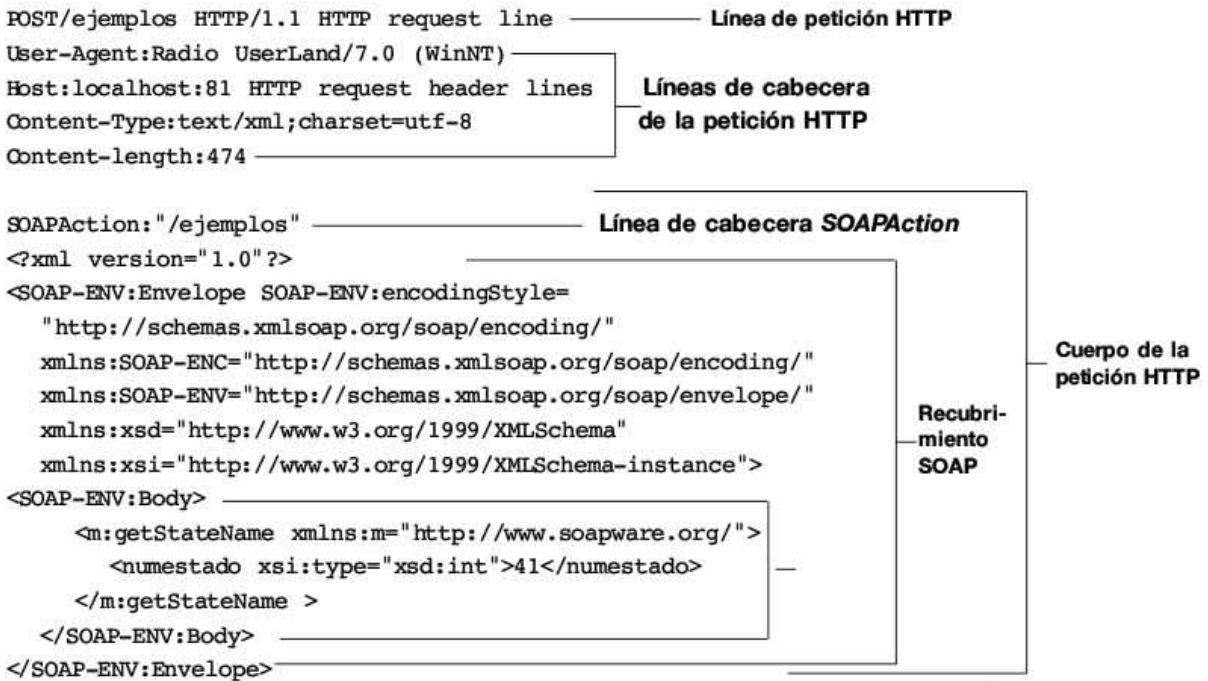 POST/ejemplos HTTP/1.1 HTTP request line
Línea de petición HTTP
User-Agent:Radio UserLand/7.0 (WinNT)
Host:localhost:81 HTTP request header lines
Content-Type:text/xml;charset=utf-8
Content-length:474
Líneas de cabecera
de la petición HTTP
SOAPAction:"/ejemplos"
Línea de cabecera SOAPAction
<?xml version="1.0"?>
<SOAP-ENV:Envelope SOAP-ENV:encodingStyle=
"http://schemas.xmlsoap.org/soap/encoding/"
xmlns:SOAP-ENC="http://schemas.xmlsoap.org/soap/encoding/"
xmlns:SOAP-ENV="http://schemas.xmlsoap.org/soap/envelope/"
xmlns:xsd="http://www.w3.org/1999/XMLSchema"
xmlns:xsi="http://www.w3.org/1999/XMLSchema-instance">
<SOAP-ENV:Body>
<m:getStateName xmlns:m="http://www.soapware.org/">
<numestado xsi:type="xsd:int">41</numestado>
</m:getStateName >
</SOAP-ENV:Body>
</SOAP-ENV:Envelope>
Recubri-
miento
SOAP
Cuerpo de la
petición HTTP